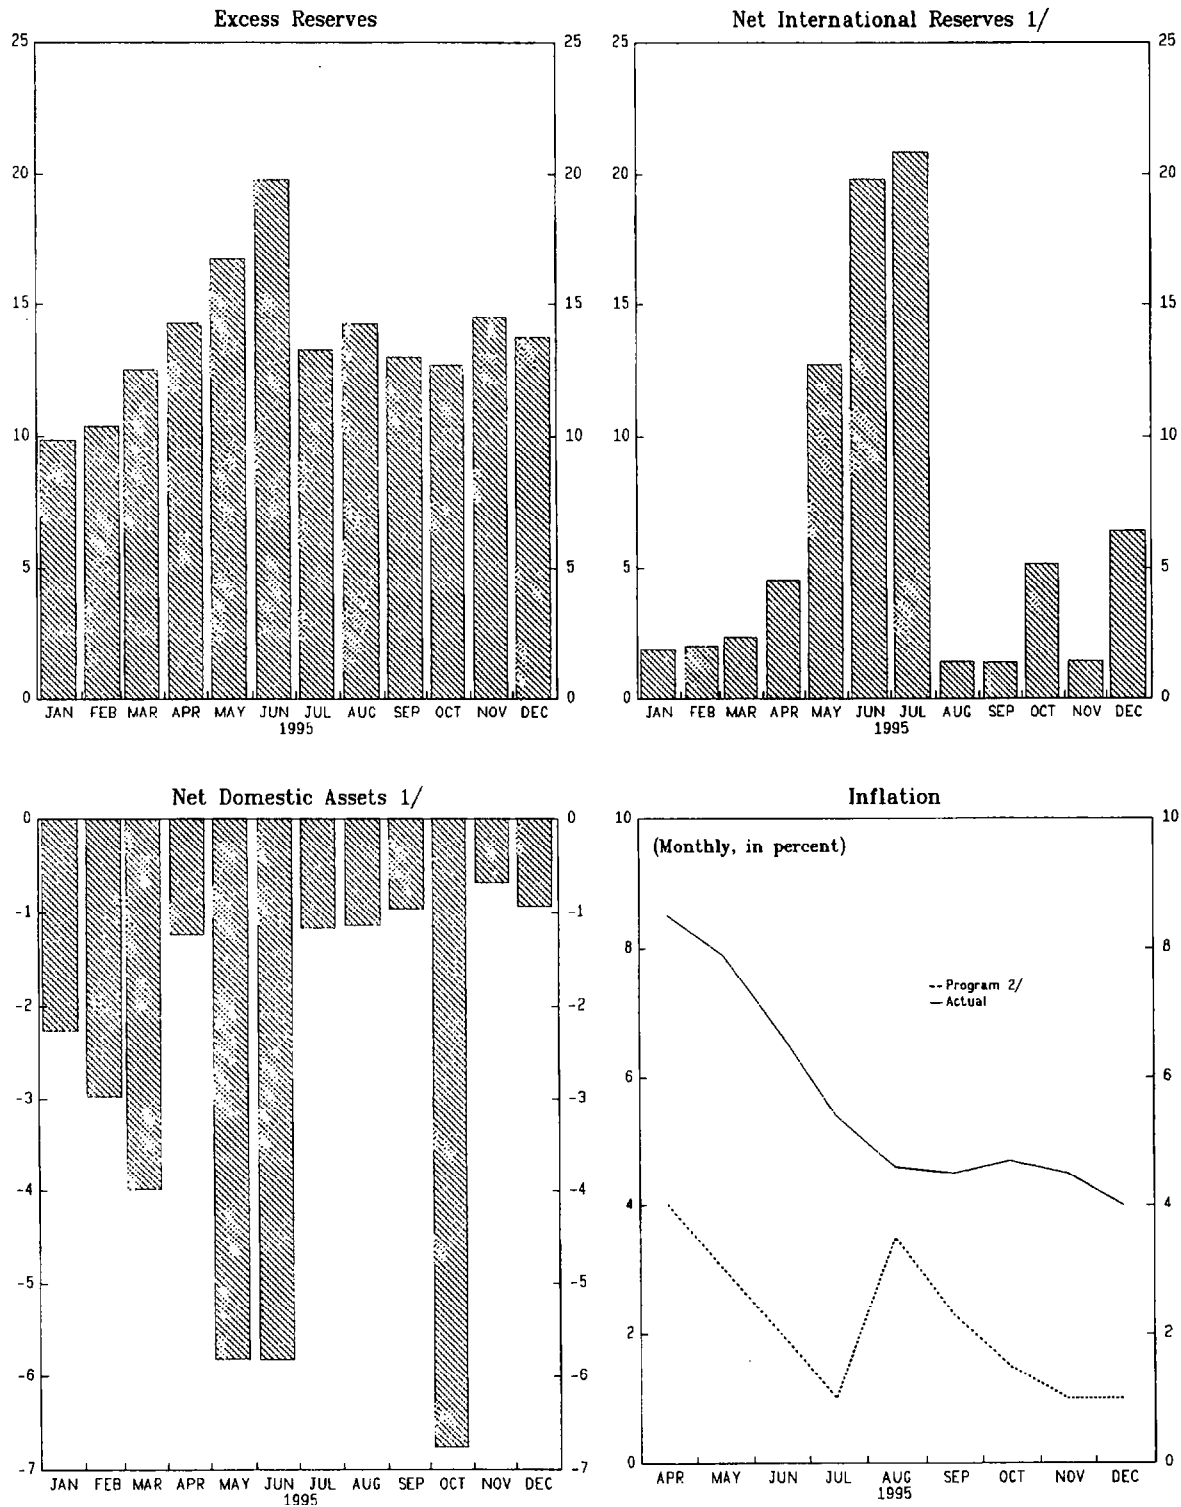 Excess Reserves
25 25
20 20
15 15
10 10
5 5
0 0
JAN FEB MAR APR MAY JUN JUL AUG SEP OCT NOV DEC
1995
Net International Reserves 1/
25 25
20 20
15 15
10 10
5 5
0 0
JAN FEB MAR APR MAY JUN JUL AUG SEP OCT NOV DEC
1995
Net Domestic Assets 1/
0 0
-1 -1
-2 -2
-3 -3
-4 -4
-5 -5
-6 -6
-7 -7
JAN FEB MAR APR MAY JUN JUL AUG SEP OCT NOV DEC
1995
Inflation
10 10
(Monthly, in percent)
8 8
Program 2/
Actual
6 6
4 4
2 2
0 0
APR MAY JUN JUL AUG SEP OCT NOV DEC
1995